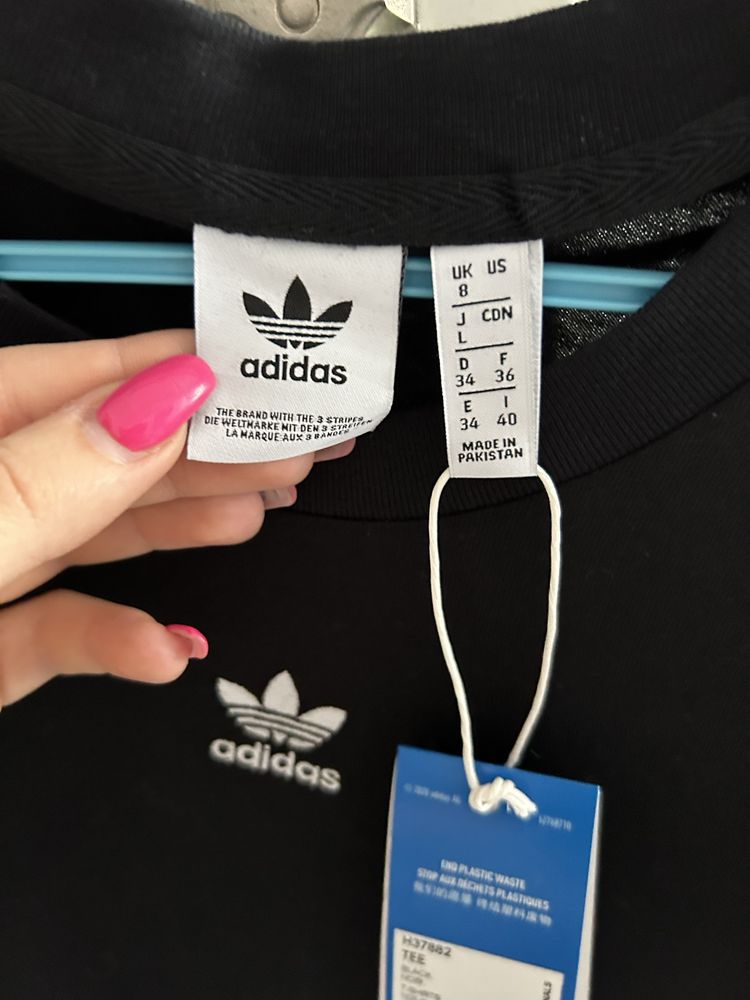 adidas
THE BRAND WITH THE 3 STRIPES
DIE WELTMARKE MIT DEN 3 STREIFEN
LA MARQUE AUX 3 BANDES
UK US
8
J CDN
L
D F
34 36
E I
34 40
MADE IN
PAKISTAN
adidas
END PLASTIC WASTE
STOP AUX DÉCHETS PLASTIQUES
H37882
TEE
BLACK